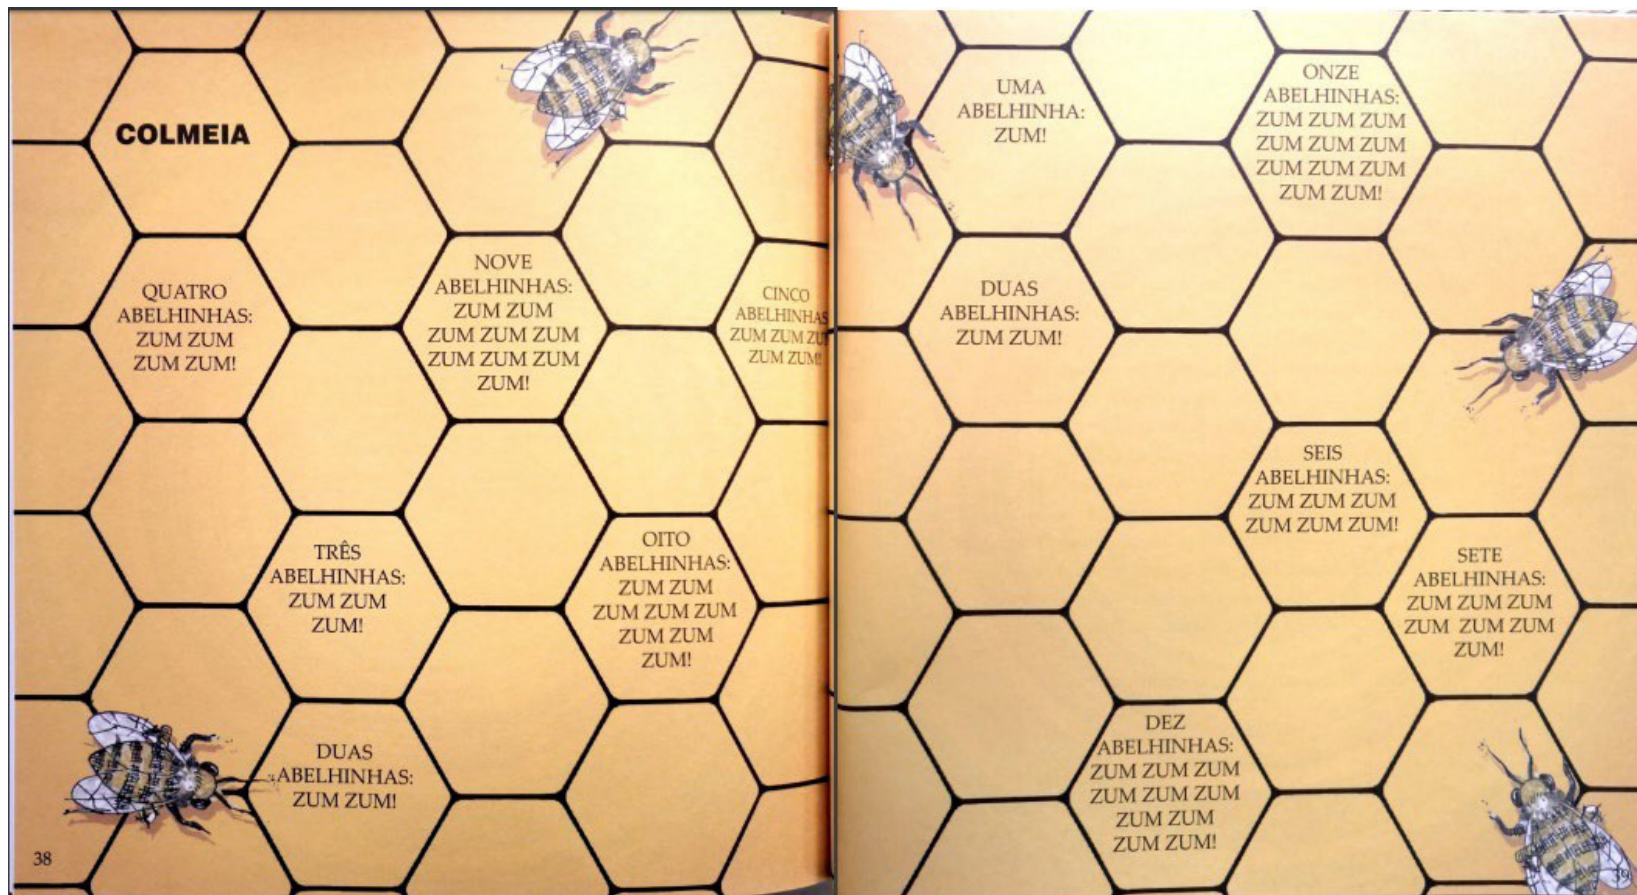 COLMEIA
QUATRO
ABELHINHAS:
ZUM ZUM
ZUM ZUM!
NOVE
ABELHINHAS:
ZUM ZUM
ZUM ZUM ZUM
ZUM ZUM ZUM
ZUM!
CINCO
ABELHINHAS
ZUM ZUM ZU
ZUM ZUM!
TRÊS
ABELHINHAS:
ZUM ZUM
ZUM!
OITO
ABELHINHAS:
ZUM ZUM
ZUM ZUM ZUM
ZUM ZUM
ZUM!
DUAS
ABELHINHAS:
ZUM ZUM!
38
UMA
ABELHINHA:
ZUM!
ONZE
ABELHINHAS:
ZUM ZUM ZUM
ZUM ZUM ZUM
ZUM ZUM ZUM
ZUM ZUM!
DUAS
ABELHINHAS:
ZUM ZUM!
SEIS
ABELHINHAS:
ZUM ZUM ZUM
ZUM ZUM ZUM!
SETE
ABELHINHAS:
ZUM ZUM ZUM
ZUM ZUM ZUM
ZUM!
DEZ
ABELHINHAS:
ZUM ZUM ZUM
ZUM ZUM ZUM
ZUM ZUM
ZUM ZUM!
39